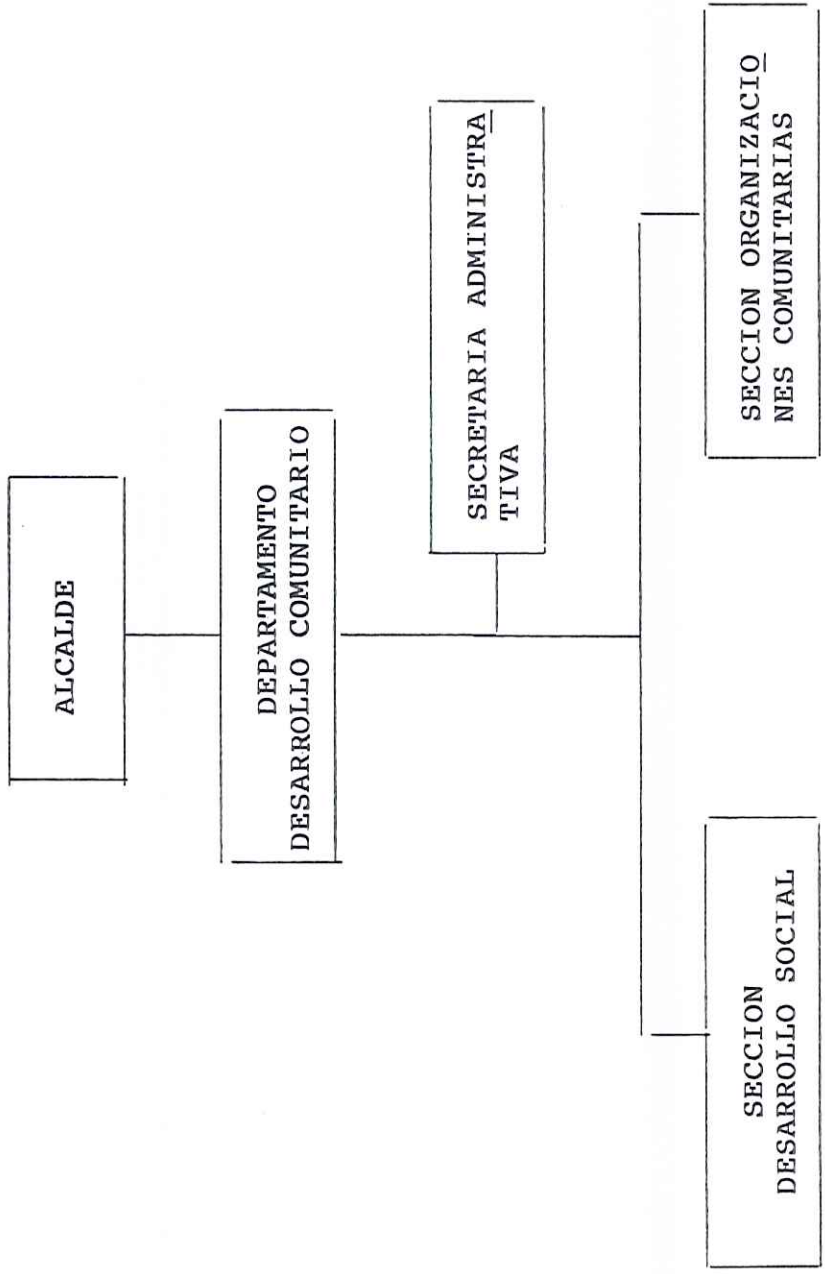 ALCALDE
DEPARTAMENTO
DESARROLLO COMUNITARIO
SECRETARIA ADMINISTRA
TIVA
SECCION
DESARROLLO SOCIAL
SECCION ORGANIZACIO
NES COMUNITARIAS